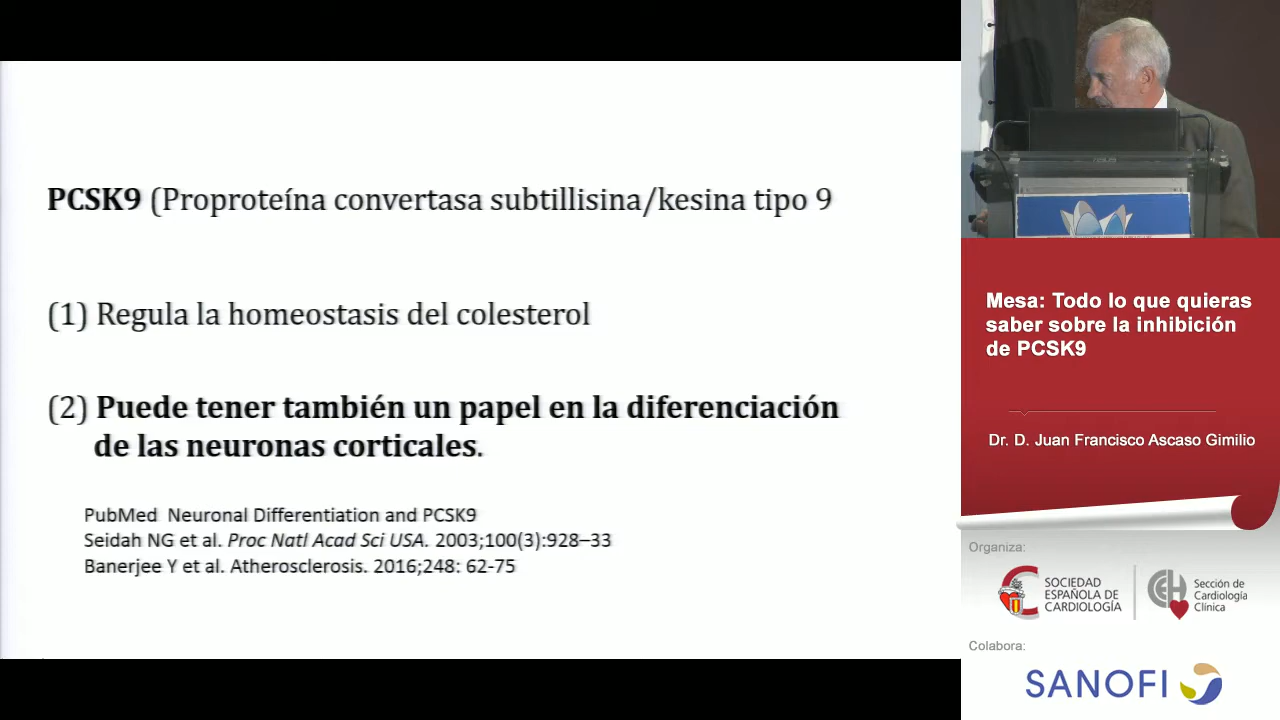 PCSK9 (Proproteína convertasa subtillisina/kesina tipo 9
(1) Regula la homeostasis del colesterol
(2) Puede tener también un papel en la diferenciación
de las neuronas corticales.
PubMed Neuronal Differentiation and PCSK9
Seidah NG et al. Proc Natl Acad Sci USA. 2003;100(3):928–33
Banerjee Y et al. Atherosclerosis. 2016;248: 62-75
Mesa: Todo lo que quieras
saber sobre la inhibición
de PCSK9
Dr. D. Juan Francisco Ascaso Gimilio
Organiza:
SOCIEDAD
ESPAÑOLA DE
CARDIOLOGÍA
Sección de
Cardiología
Clínica
Colabora:
SANOFI